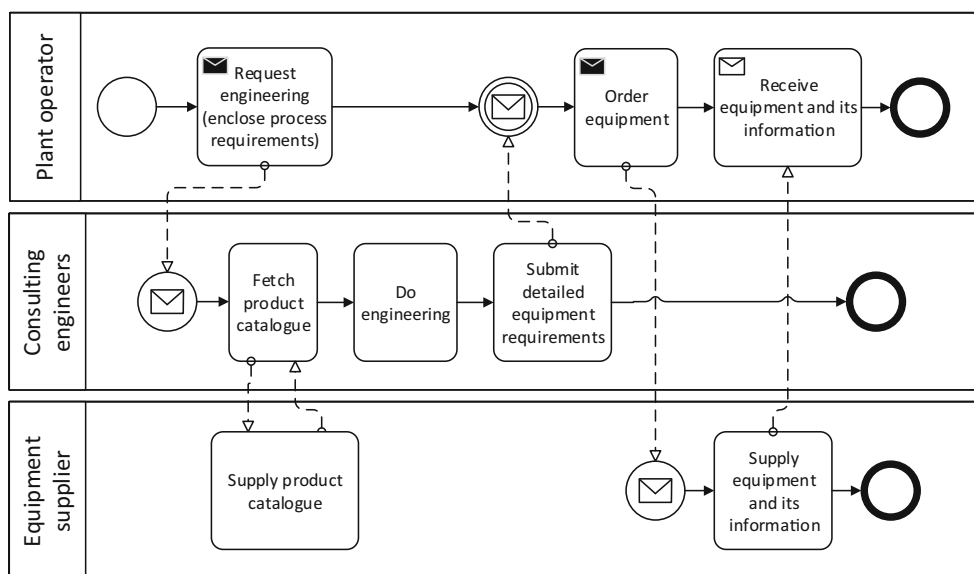 Plant operator
Request
engineering
(enclose process
requirements)
Order
equipment
Receive
equipment and its
information
Consulting
engineers
Fetch
product
catalogue
Do
engineering
Submit
detailed
equipment
requirements
Equipment
supplier
Supply product
catalogue
Supply
equipment
and its
information